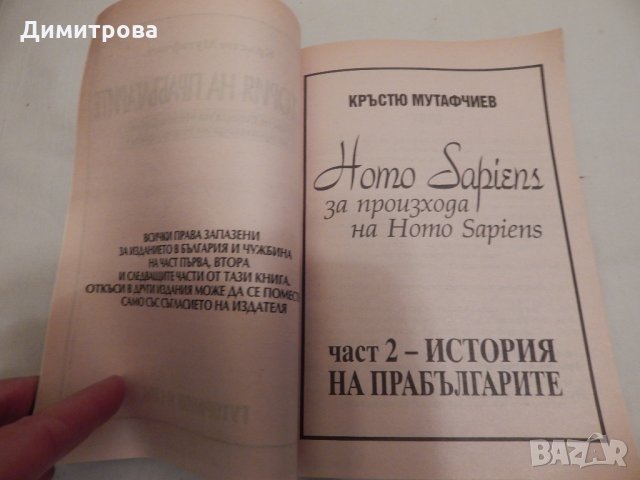 Димитрова
ВСИЧКИ ПРАВА ЗАПАЗЕНИ
ЗА ИЗДАНИЕТО В БЪЛГАРИЯ И ЧУЖБИНА
НА ЧАСТ ПЪРВА, ВТОРА
И СЛЕДВАЩИТЕ ЧАСТИ ОТ ТАЗИ КНИГА.
ОТКЪСИ В ДРУГИ ИЗДАНИЯ МОЖЕ ДА СЕ ПОМЕСТ
САМО СЪС СЪГЛАСИЕТО НА ИЗДАТЕЛЯ
КРЪСТЮ МУТАФЧИЕВ
Homo Sapiens
за произхода
на Homo Sapiens
част 2 – ИСТОРИЯ
НА ПРАБЪЛГАРИТЕ
BAZAR